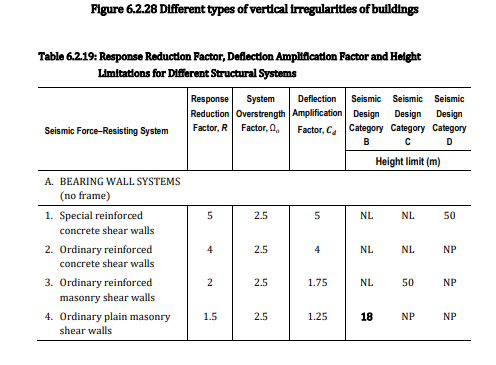 Figure 6.2.28 Different types of vertical irregularities of buildings
Table 6.2.19: Response Reduction Factor, Deflection Amplification Factor and Height
Limitations for Different Structural Systems
Seismic Force–Resisting System
Response Reduction Factor, R
System Overstrength Factor, Ωₒ
Deflection Amplification Factor, C_d
Seismic Design Category B
Seismic Design Category C
Seismic Design Category D
Height limit (m)
A. BEARING WALL SYSTEMS
(no frame)
1. Special reinforced 5 2.5 5 NL NL 50
concrete shear walls
2. Ordinary reinforced 4 2.5 4 NL NL NP
concrete shear walls
3. Ordinary reinforced 2 2.5 1.75 NL 50 NP
masonry shear walls
4. Ordinary plain masonry 1.5 2.5 1.25 18 NP NP
shear walls